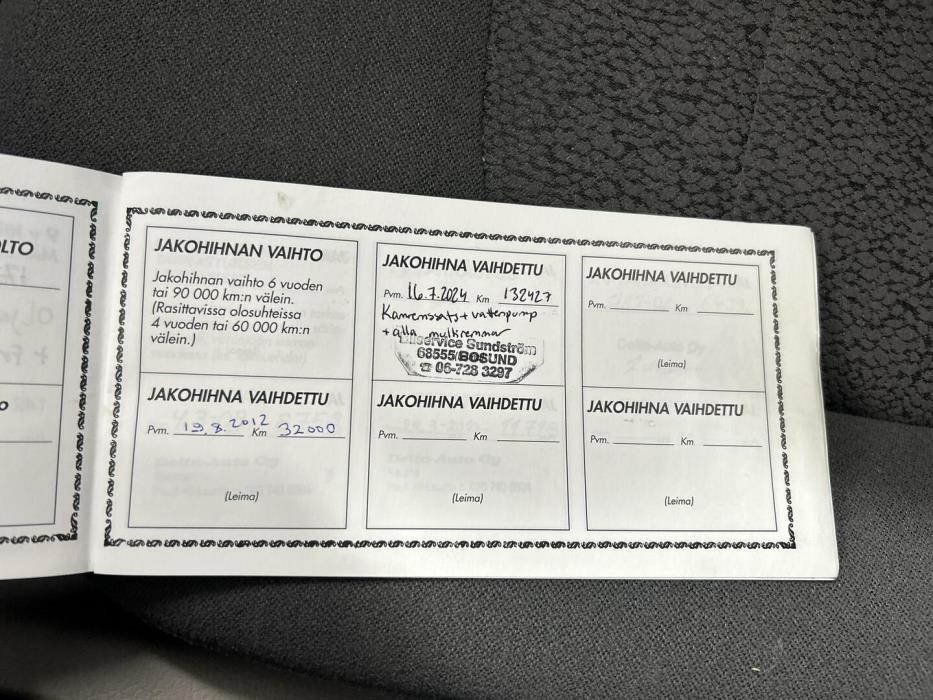 OLTO
JAKOHIHNAN VAIHTO
Jakohihnan vaihto 6 vuoden
tai 90 000 km:n välein.
(Rasittavissa olosuhteissa
4 vuoden tai 60 000 km:n
välein.)
JAKOHIHNA VAIHDETTU
Pvm. 19.8.2012 Km 32000
(Leima)
JAKOHIHNA VAIHDETTU
Pvm. 16.7.2024 Km 132427
Kamremssats + vattenpump
+ alla multiremmar
Bilservice Sundström
68555 BOSUND
☎ 06-728 3297
JAKOHIHNA VAIHDETTU
Pvm. Km
(Leima)
JAKOHIHNA VAIHDETTU
Pvm. Km
(Leima)
JAKOHIHNA VAIHDETTU
Pvm. Km
(Leima)